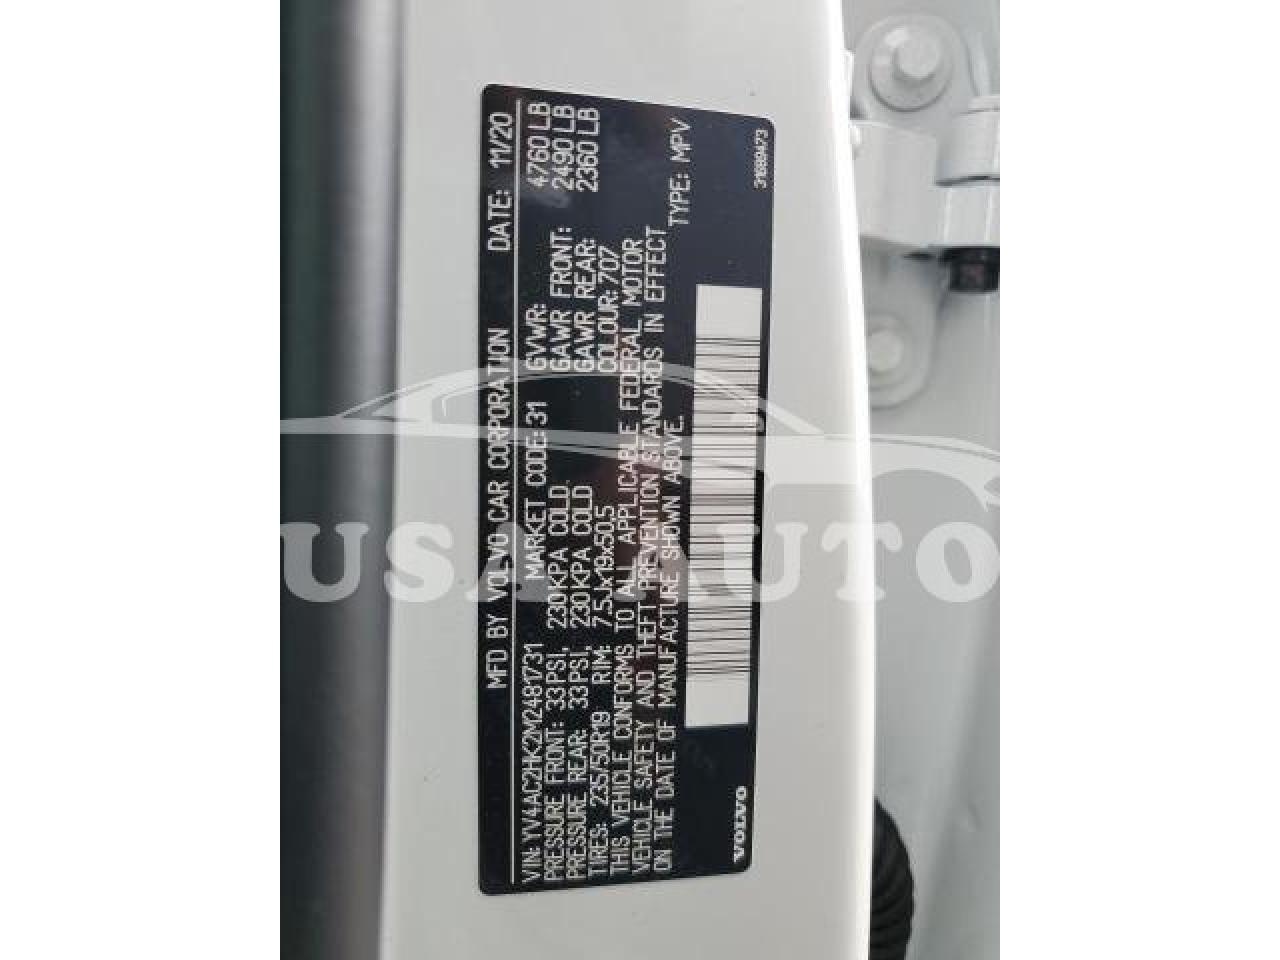 MFD BY VOLVO CAR CORPORATION DATE: 11/20
VIN: YV4AC2HK2M2481731 MARKET CODE: 31 GVWR: 4760 LB
PRESSURE FRONT: 33PSI, 230KPA COLD. GAWR FRONT: 2490 LB
PRESSURE REAR: 33PSI, 230KPA COLD GAWR REAR: 2360 LB
TIRES: 235/50R19 RIM: 7.5Jx19x50.5 COLOUR: 707
THIS VEHICLE CONFORMS TO ALL APPLICABLE FEDERAL MOTOR
VEHICLE SAFETY AND THEFT PREVENTION STANDARDS IN EFFECT
ON THE DATE OF MANUFACTURE SHOWN ABOVE. TYPE: MPV
VOLVO
USA AUTO